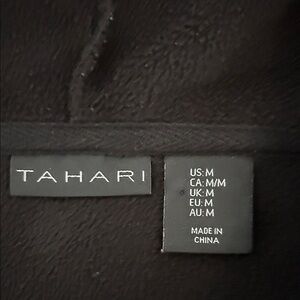 TAHARI
US: M
CA: M/M
UK: M
EU: M
AU: M
MADE IN
CHINA